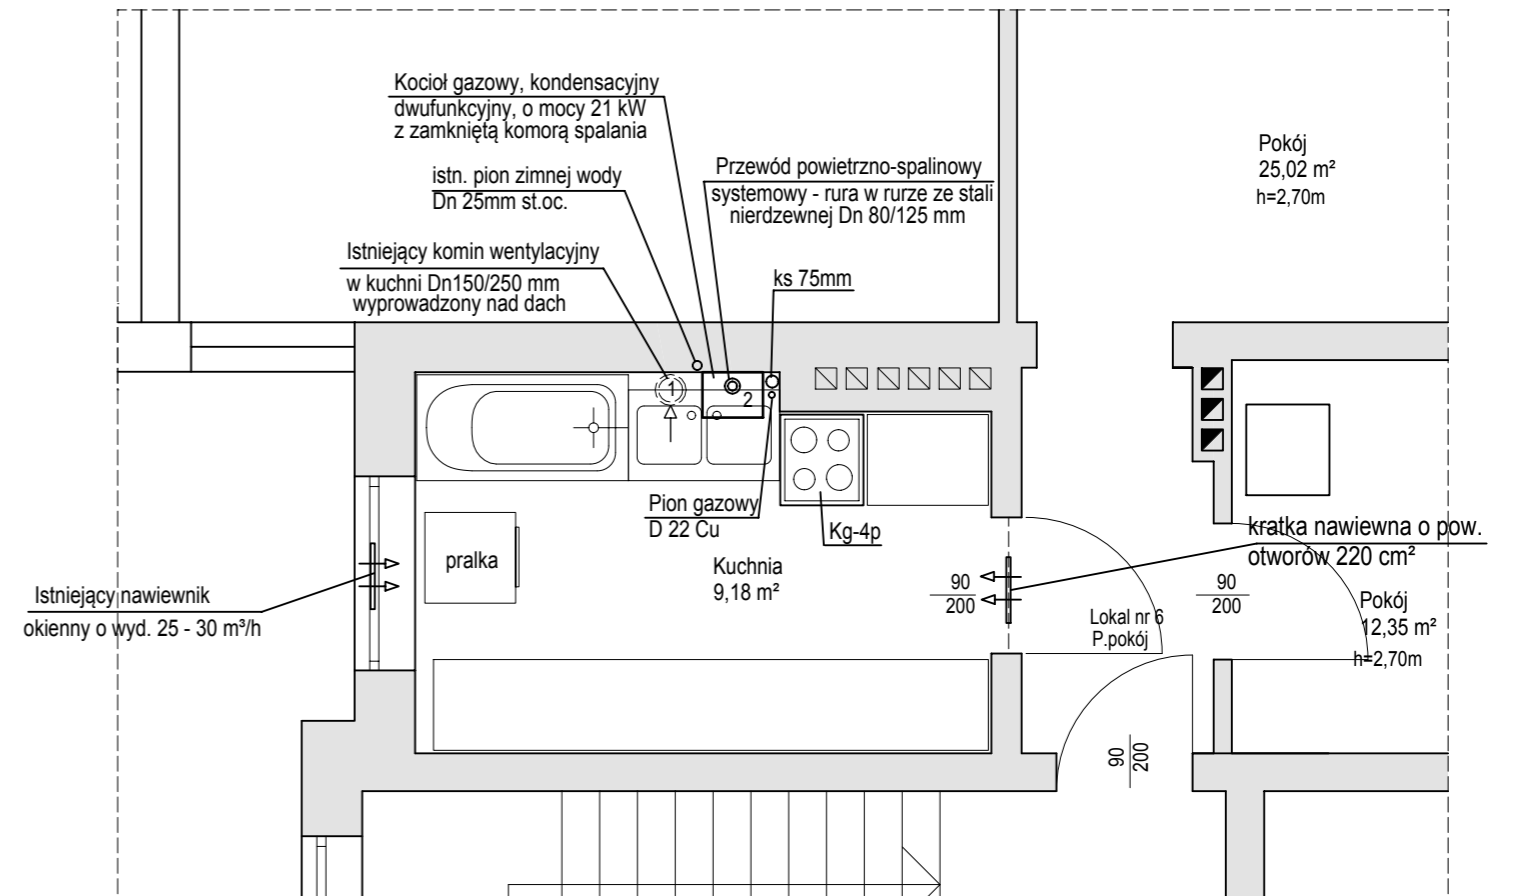 Kocioł gazowy, kondensacyjny
dwufunkcyjny, o mocy 21 kW
z zamkniętą komorą spalania
istn. pion zimnej wody
Dn 25mm st.oc.
Istniejący komin wentylacyjny
w kuchni Dn150/250 mm
wyprowadzony nad dach
Przewód powietrzno-spalinowy
systemowy - rura w rurze ze stali
nierdzewnej Dn 80/125 mm
ks 75mm
Pokój
25,02 m²
h=2,70m
1
2
Pion gazowy
D 22 Cu
Kg-4p
pralka
Kuchnia
9,18 m²
Istniejący nawiewnik
okienny o wyd. 25 - 30 m³/h
kratka nawiewna o pow.
otworów 220 cm²
90
200
90
200
Lokal nr 6
P.pokój
Pokój
12,35 m²
h=2,70m
90
200